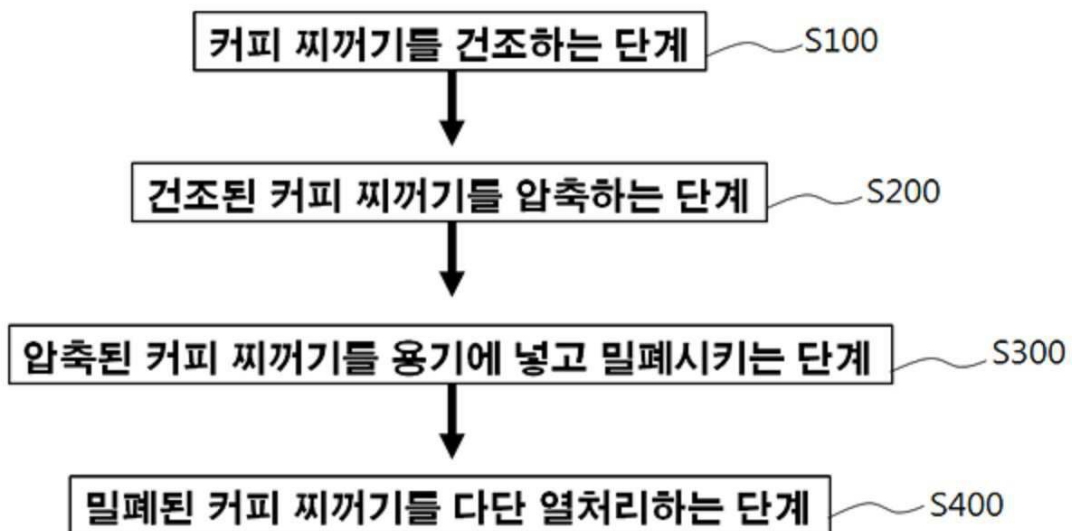 커피 찌꺼기를 건조하는 단계 S100
건조된 커피 찌꺼기를 압축하는 단계 S200
압축된 커피 찌꺼기를 용기에 넣고 밀폐시키는 단계 S300
밀폐된 커피 찌꺼기를 다단 열처리하는 단계 S400